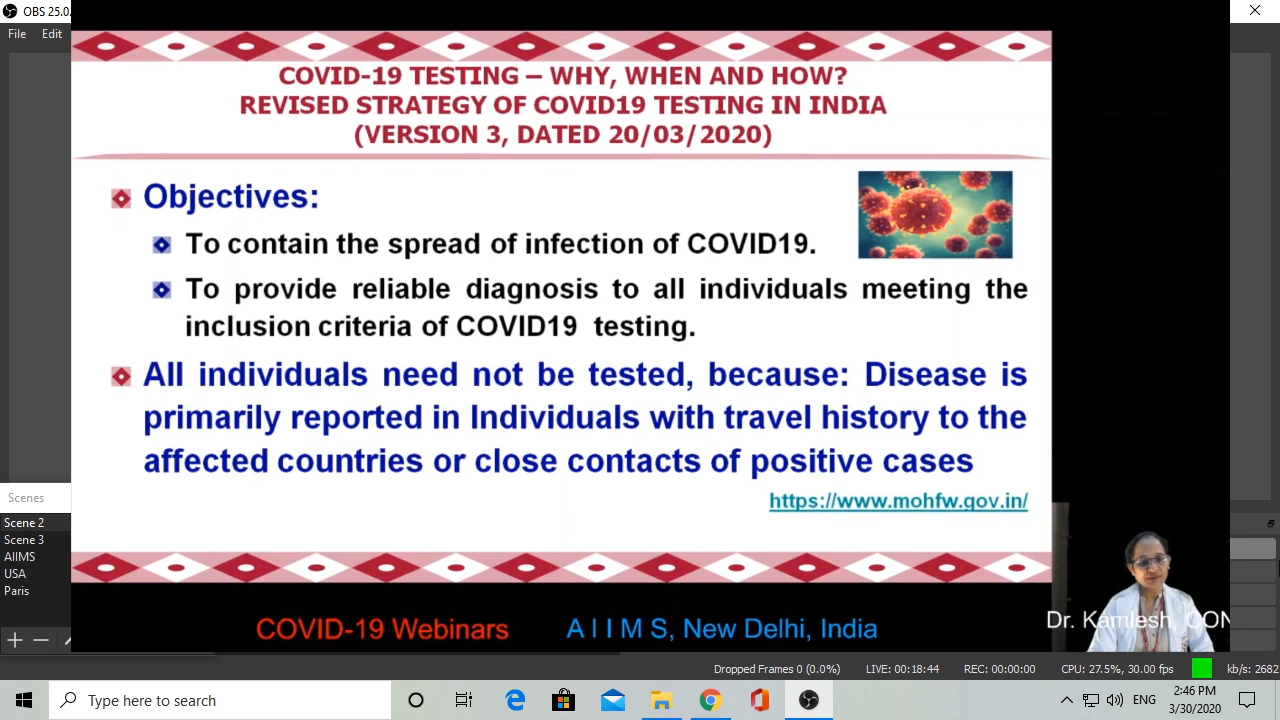 OBS 25.0.
File Edit
COVID-19 TESTING – WHY, WHEN AND HOW?
REVISED STRATEGY OF COVID19 TESTING IN INDIA
(VERSION 3, DATED 20/03/2020)
Objectives:
To contain the spread of infection of COVID19.
To provide reliable diagnosis to all individuals meeting the
inclusion criteria of COVID19 testing.
All individuals need not be tested, because: Disease is
primarily reported in Individuals with travel history to the
affected countries or close contacts of positive cases
https://www.mohfw.gov.in/
Scenes
Scene 2
Scene 3
AIIMS
USA
Paris
Dr. Kamlesh, CON
COVID-19 Webinars A I I M S, New Delhi, India
Dropped Frames 0 (0.0%) LIVE: 00:18:44 REC: 00:00:00 CPU: 27.5%, 30.00 fps kb/s: 2682
Type here to search
ENG
2:46 PM
3/30/2020